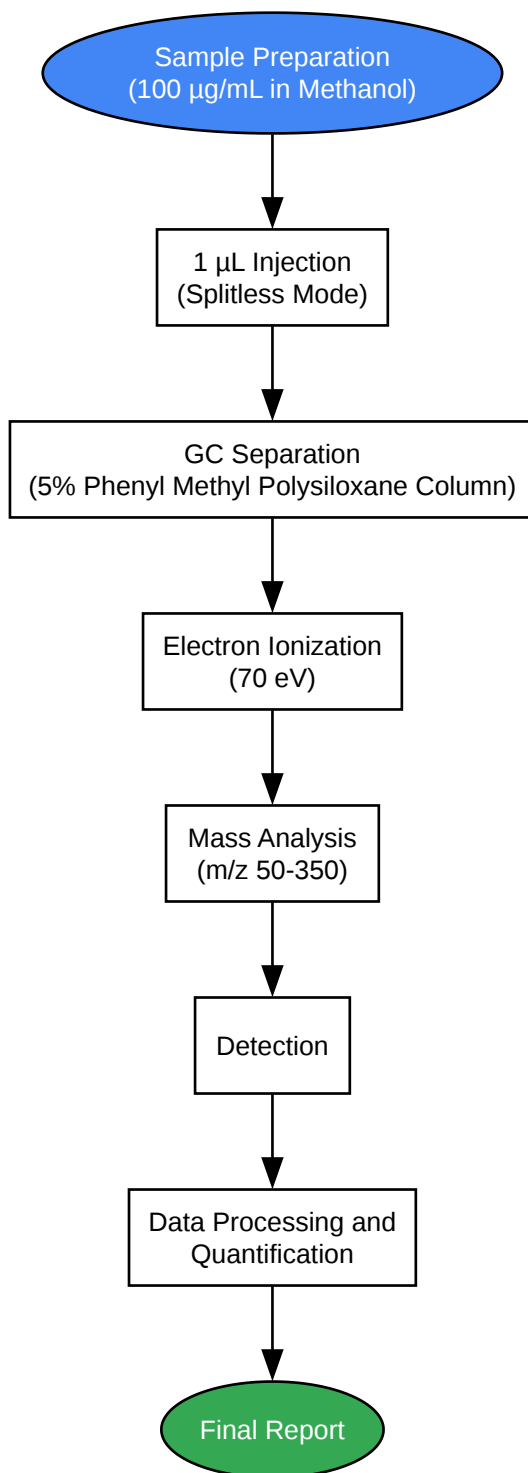 Sample Preparation
(100 µg/mL in Methanol)
1 µL Injection
(Splitless Mode)
GC Separation
(5% Phenyl Methyl Polysiloxane Column)
Electron Ionization
(70 eV)
Mass Analysis
(m/z 50-350)
Detection
Data Processing and
Quantification
Final Report